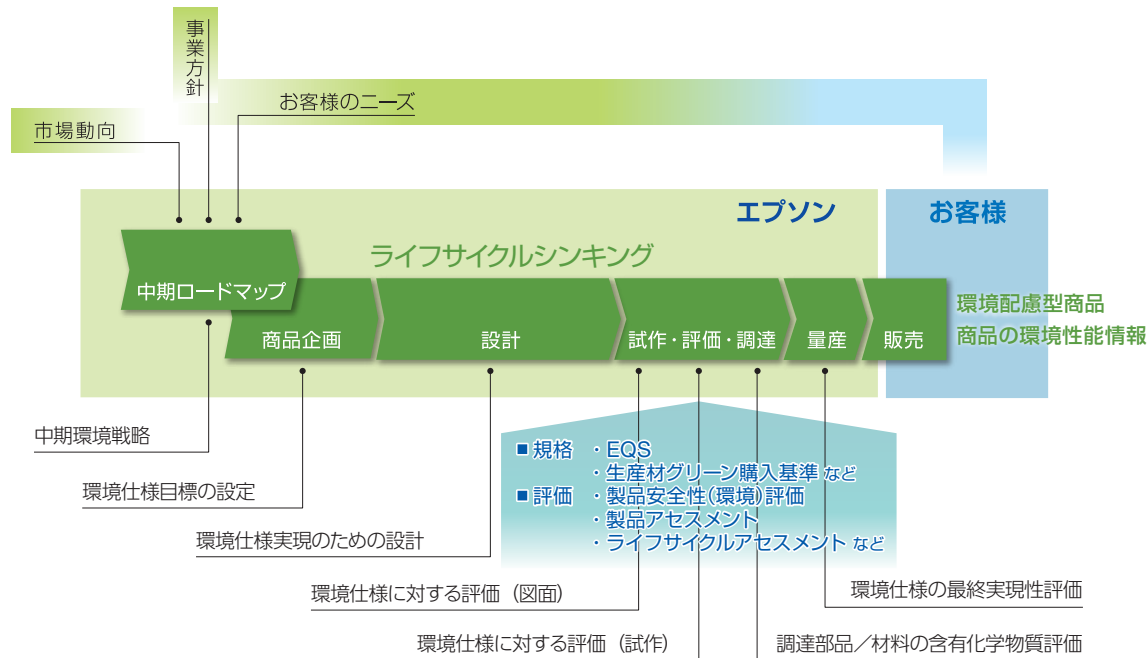 事業方針
お客様のニーズ
市場動向
エプソン
お客様
ライフサイクルシンキング
中期ロードマップ
商品企画
設計
試作・評価・調達
量産
販売
環境配慮型商品
商品の環境性能情報
中期環境戦略
環境仕様目標の設定
環境仕様実現のための設計
■ 規格 ・EQS
・生産材グリーン購入基準 など
■ 評価 ・製品安全性(環境)評価
・製品アセスメント
・ライフサイクルアセスメント など
環境仕様に対する評価（図面）
環境仕様の最終実現性評価
環境仕様に対する評価（試作）
調達部品／材料の含有化学物質評価